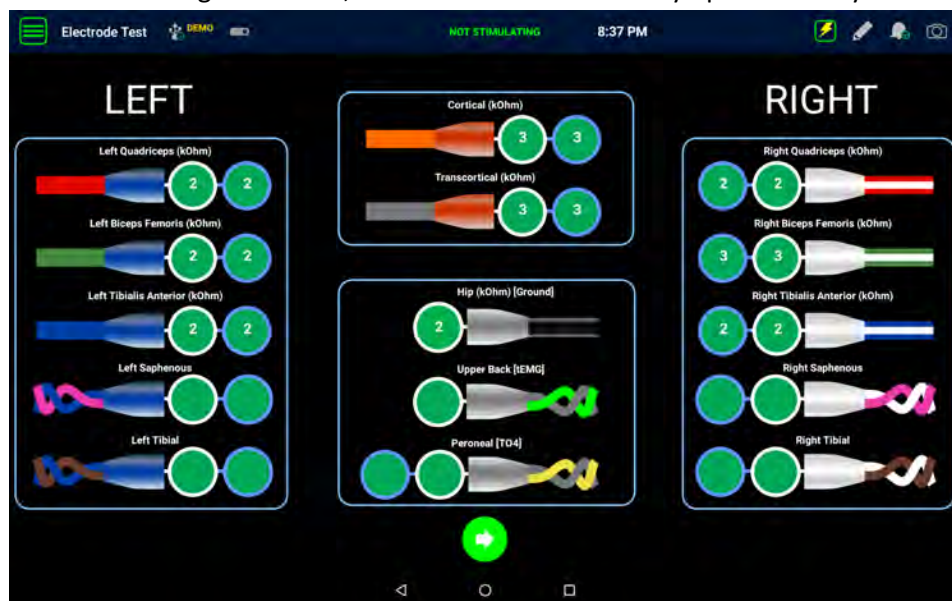 Electrode Test DEMO NOT STIMULATING 8:37 PM
LEFT
Left Quadriceps (kOhm)
2 2
Left Biceps Femoris (kOhm)
2 2
Left Tibialis Anterior (kOhm)
2 2
Left Saphenous
Left Tibial
Cortical (kOhm)
3 3
Transcortical (kOhm)
3 3
Hip (kOhm) [Ground]
2
Upper Back [tEMG]
Peroneal [TO4]
RIGHT
Right Quadriceps (kOhm)
2 2
Right Biceps Femoris (kOhm)
3 3
Right Tibialis Anterior (kOhm)
2 2
Right Saphenous
Right Tibial